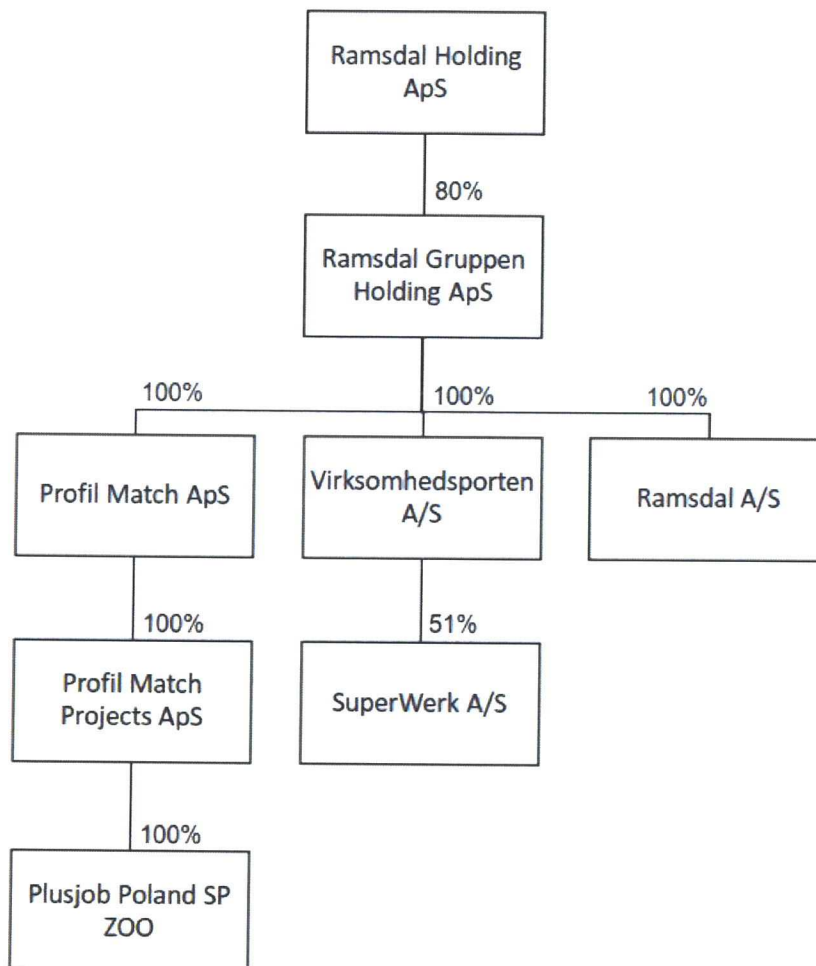 Ramsdal Holding
ApS
80%
Ramsdal Gruppen
Holding ApS
100%
100%
100%
Profil Match ApS
Virksomhedsporten
A/S
Ramsdal A/S
100%
51%
Profil Match
Projects ApS
SuperWerk A/S
100%
Plusjob Poland SP
ZOO